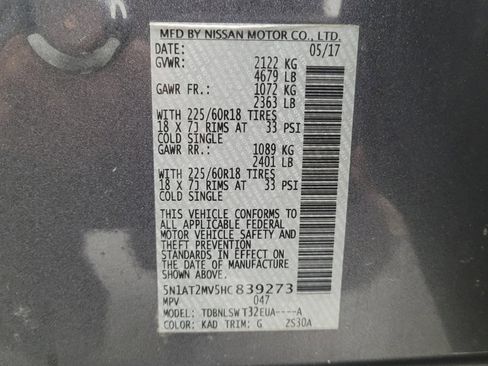 MFD BY NISSAN MOTOR CO., LTD.
DATE: 05/17
GVWR: 2122 KG
4679 LB
GAWR FR.: 1072 KG
2363 LB
WITH 225/60R18 TIRES
18 X 7J RIMS AT 33 PSI
COLD SINGLE
GAWR RR.: 1089 KG
2401 LB
WITH 225/60R18 TIRES
18 X 7J RIMS AT 33 PSI
COLD SINGLE
THIS VEHICLE CONFORMS TO
ALL APPLICABLE FEDERAL
MOTOR VEHICLE SAFETY AND
THEFT PREVENTION
STANDARDS IN EFFECT ON
THE DATE OF MANUFACTURE
SHOWN ABOVE.
5N1AT2MV5HC839273
MPV 047
MODEL: TDBNLSWT32EUA----A
COLOR: KAD TRIM: G ZS30A